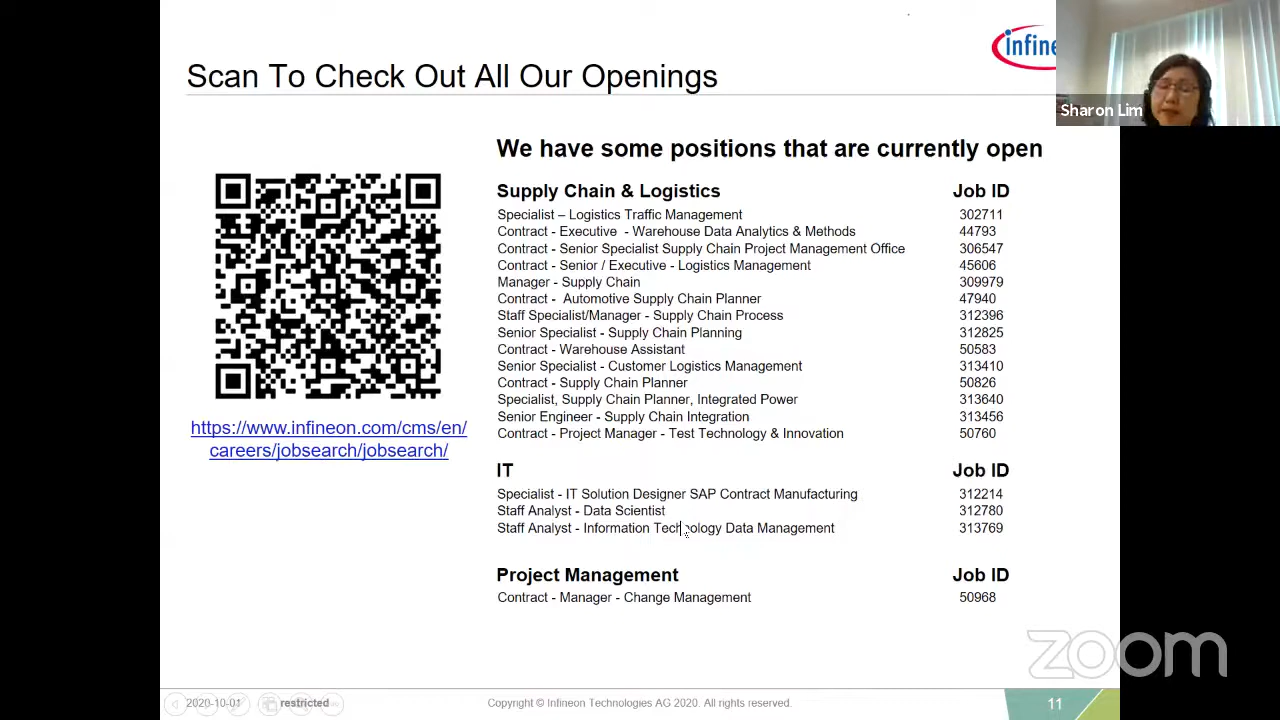 infine
Sharon Lim
Scan To Check Out All Our Openings
We have some positions that are currently open
Supply Chain & Logistics Job ID
Specialist – Logistics Traffic Management 302711
Contract - Executive - Warehouse Data Analytics & Methods 44793
Contract - Senior Specialist Supply Chain Project Management Office 306547
Contract - Senior / Executive - Logistics Management 45606
Manager - Supply Chain 309979
Contract - Automotive Supply Chain Planner 47940
Staff Specialist/Manager - Supply Chain Process 312396
Senior Specialist - Supply Chain Planning 312825
Contract - Warehouse Assistant 50583
Senior Specialist - Customer Logistics Management 313410
Contract - Supply Chain Planner 50826
Specialist, Supply Chain Planner, Integrated Power 313640
Senior Engineer - Supply Chain Integration 313456
Contract - Project Manager - Test Technology & Innovation 50760
https://www.infineon.com/cms/en/
careers/jobsearch/jobsearch/
IT Job ID
Specialist - IT Solution Designer SAP Contract Manufacturing 312214
Staff Analyst - Data Scientist 312780
Staff Analyst - Information Technology Data Management 313769
Project Management Job ID
Contract - Manager - Change Management 50968
zoom
2020-10-01 restricted Copyright © Infineon Technologies AG 2020. All rights reserved. 11